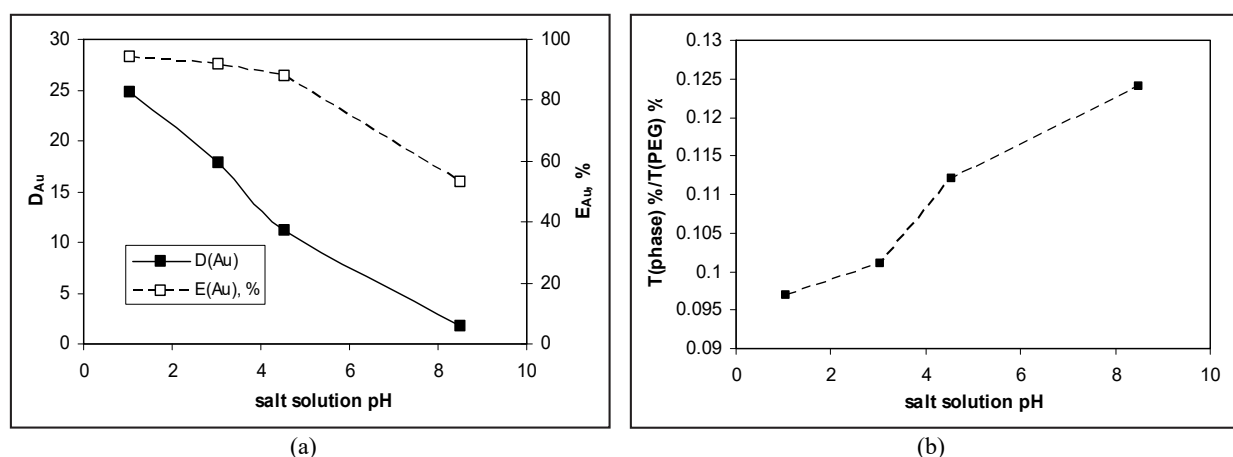 30
25
20
15
10
5
0
D_Au
100
80
60
40
20
0
E_Au, %
D(Au)
E(Au), %
0 2 4 6 8 10
salt solution pH
(a)
0.13
0.125
0.12
0.115
0.11
0.105
0.1
0.095
0.09
T(phase) %/T(PEG) %
0 2 4 6 8 10
salt solution pH
(b)